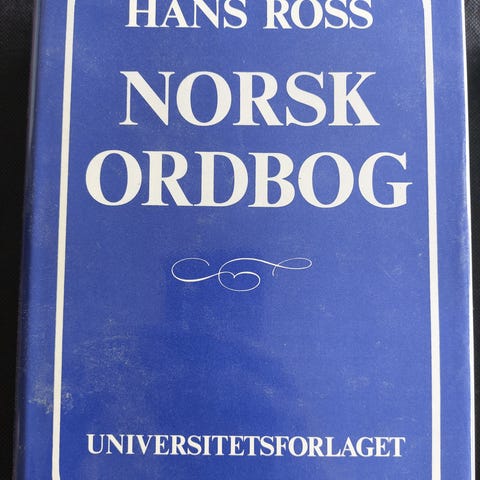 HANS ROSS
NORSK
ORDBOG
UNIVERSITETSFORLAGET